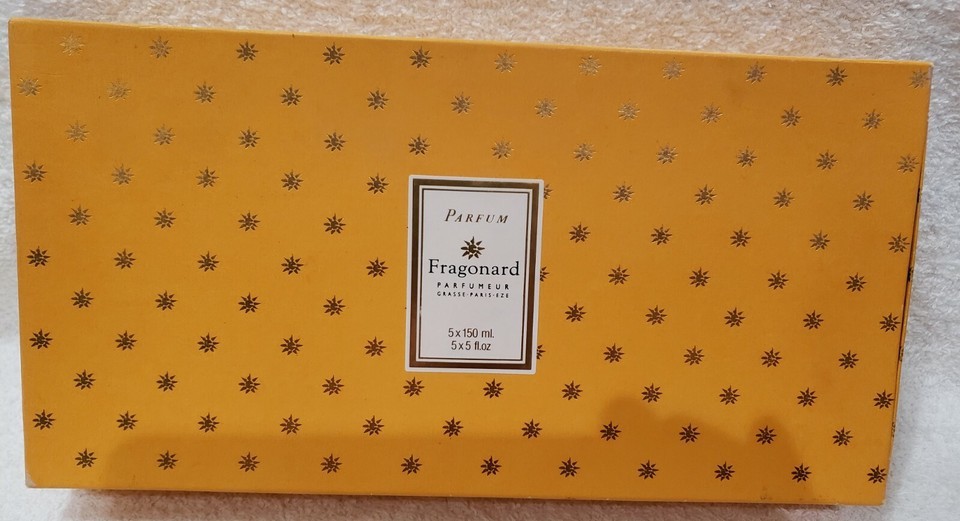 PARFUM
Fragonard
PARFUMEUR
GRASSE-PARIS-EZE
5 x 150 ml.
5 x 5 fl.oz